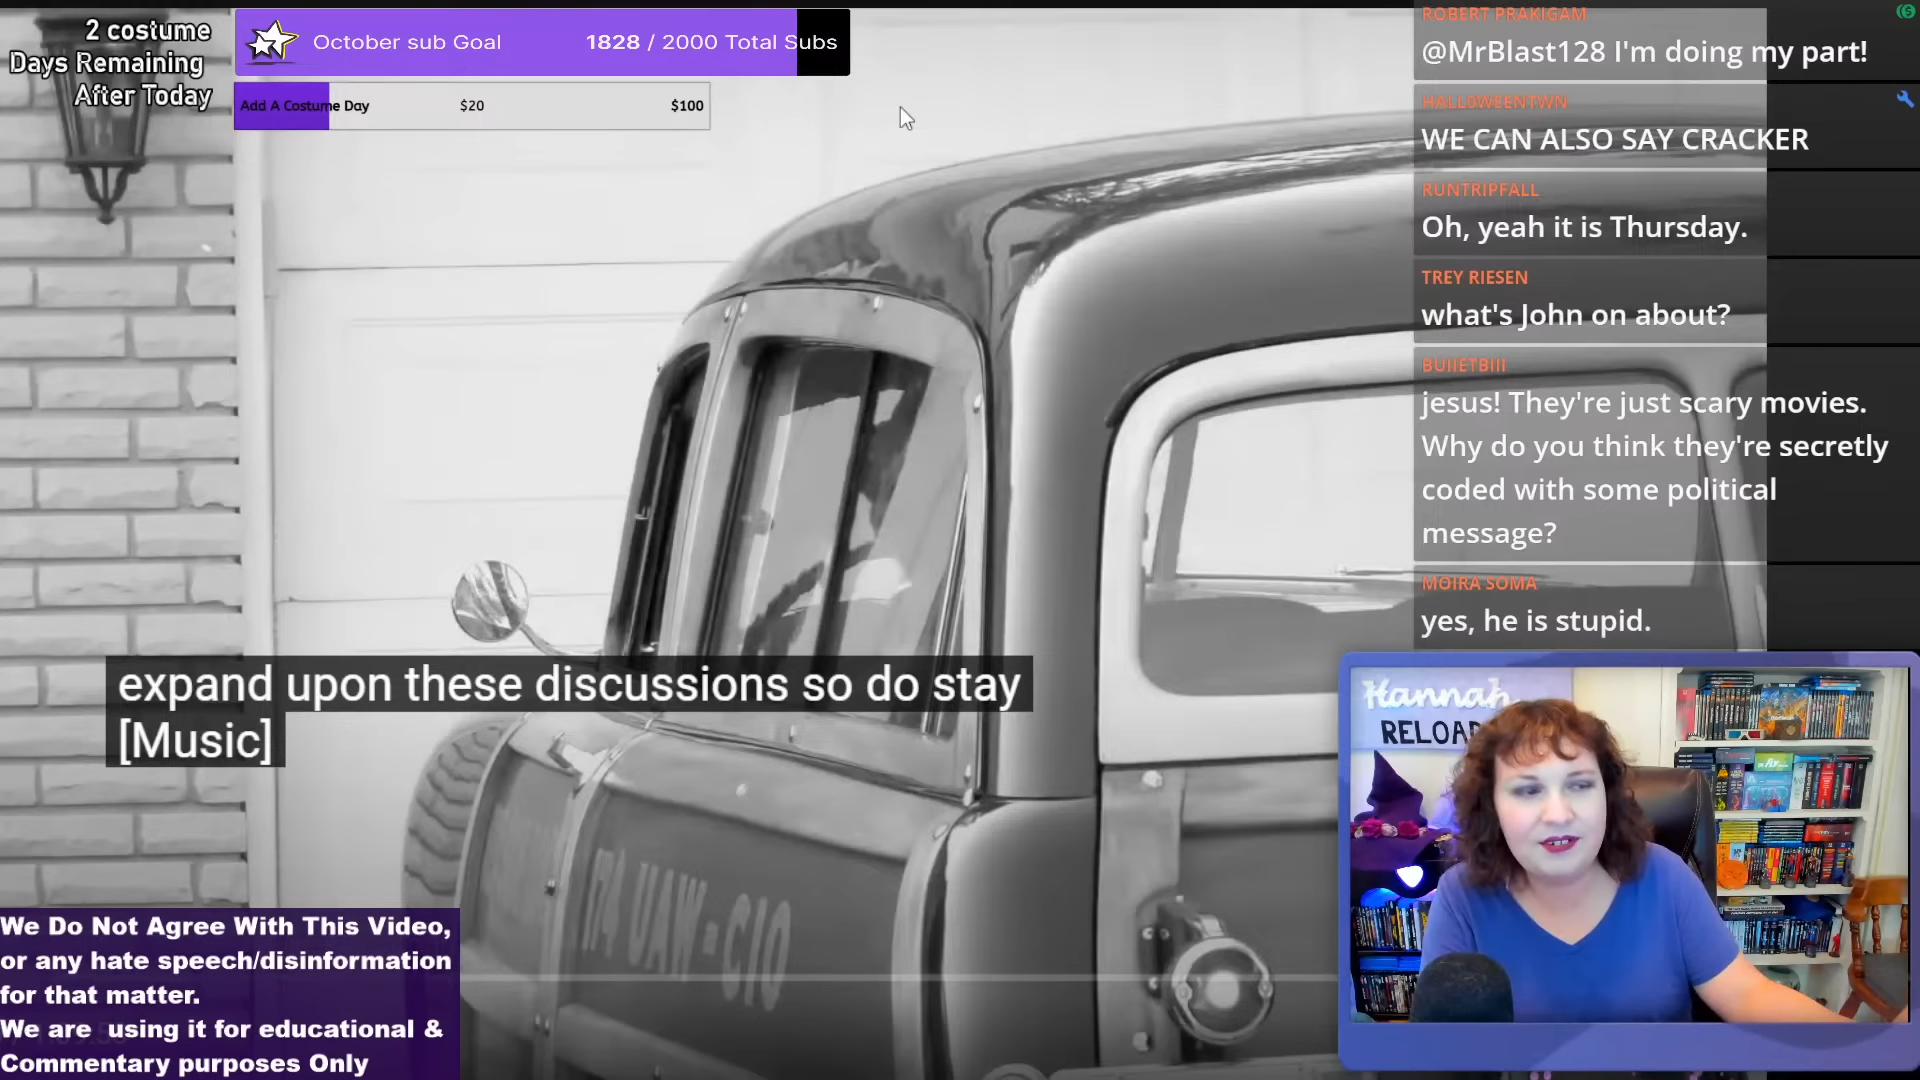 2 costume
Days Remaining
After Today
October sub Goal
1828 / 2000 Total Subs
Add A Costume Day
$20
$100
ROBERT PRAKIGAM
@MrBlast128 I'm doing my part!
HALL0WEENTWN
WE CAN ALSO SAY CRACKER
RUNTRIPFALL
Oh, yeah it is Thursday.
TREY RIESEN
what's John on about?
BUIIETBIII
jesus! They're just scary movies.
Why do you think they're secretly
coded with some political
message?
MOIRA SOMA
yes, he is stupid.
expand upon these discussions so do stay
[Music]
Hannah
RELOAD
UAW-CIO
We Do Not Agree With This Video,
or any hate speech/disinformation
for that matter.
We are using it for educational &
Commentary purposes Only